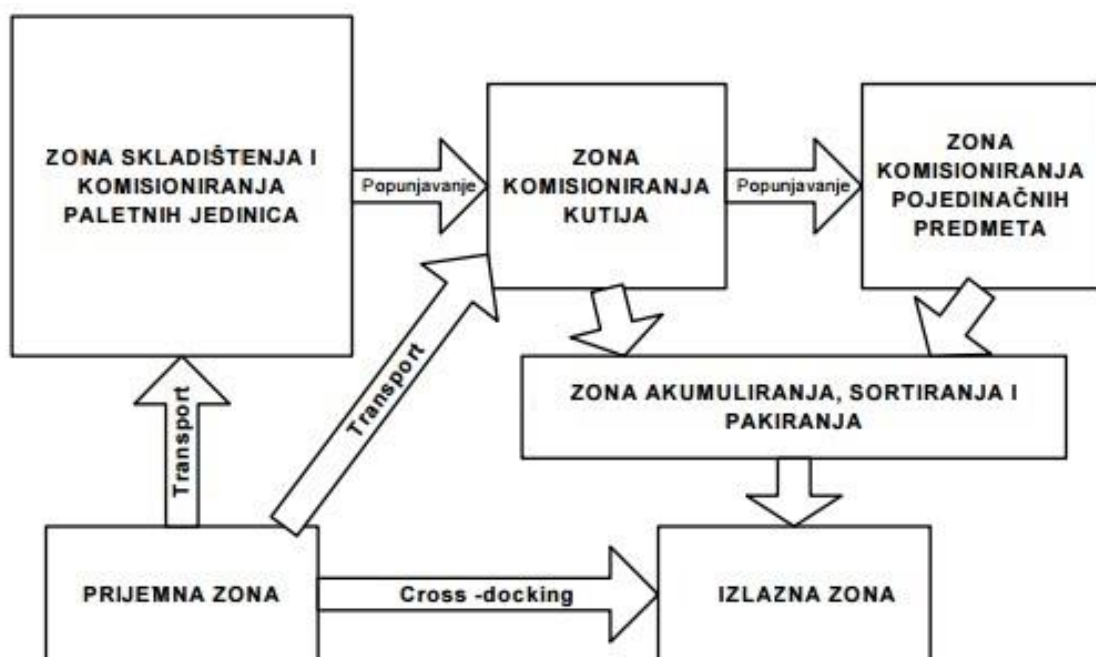 ZONA SKLADIŠTENJA I
KOMISIONIRANJA
PALETNIH JEDINICA
Popunjavanje
ZONA
KOMISIONIRANJA
KUTIJA
Popunjavanje
ZONA
KOMISIONIRANJA
POJEDINAČNIH
PREDMETA
Transport
Transport
ZONA AKUMULIRANJA, SORTIRANJA I
PAKIRANJA
PRIJEMNA ZONA
Cross -docking
IZLAZNA ZONA